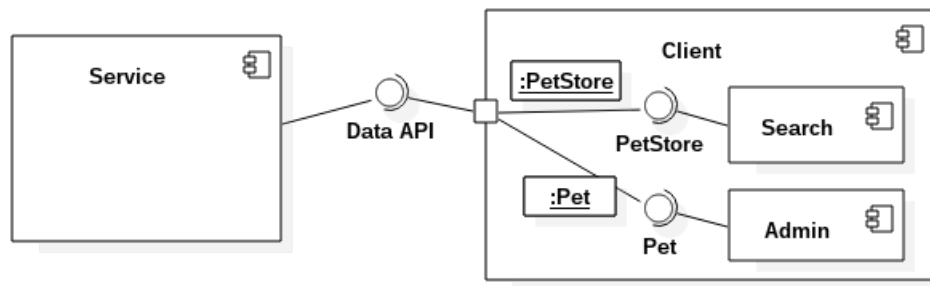 Service
Data API
Client
:PetStore
PetStore
Search
:Pet
Pet
Admin